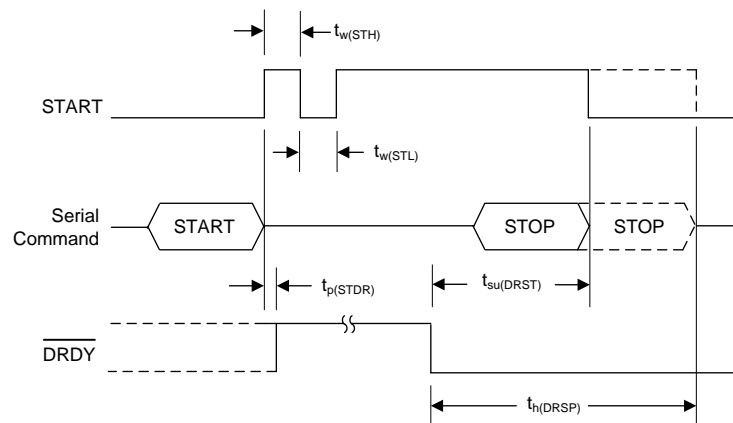 tw(STH)
START
tw(STL)
Serial
Command
START
STOP
STOP
tp(STDR)
tsu(DRST)
DRDY
th(DRSP)